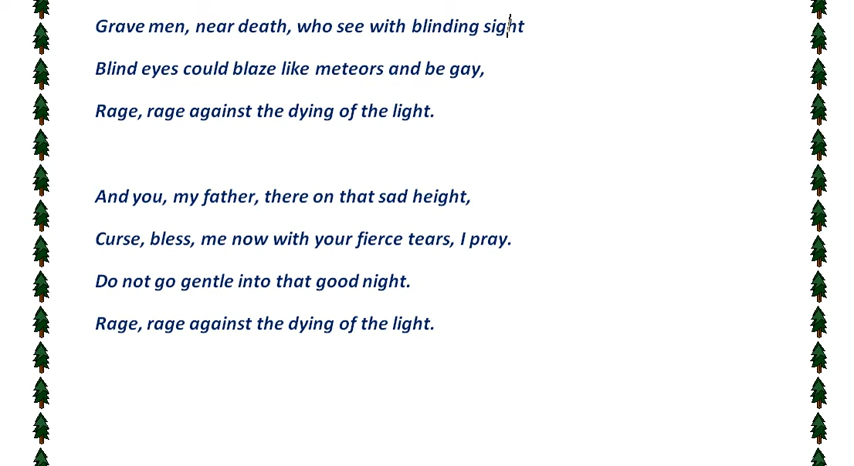 Grave men, near death, who see with blinding sight
Blind eyes could blaze like meteors and be gay,
Rage, rage against the dying of the light.
And you, my father, there on that sad height,
Curse, bless, me now with your fierce tears, I pray.
Do not go gentle into that good night.
Rage, rage against the dying of the light.